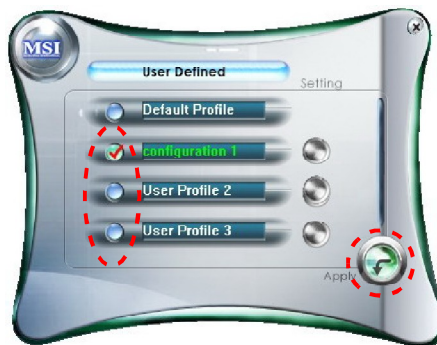 MSI
User Defined
Setting
Default Profile
configuration 1
User Profile 2
User Profile 3
Apply